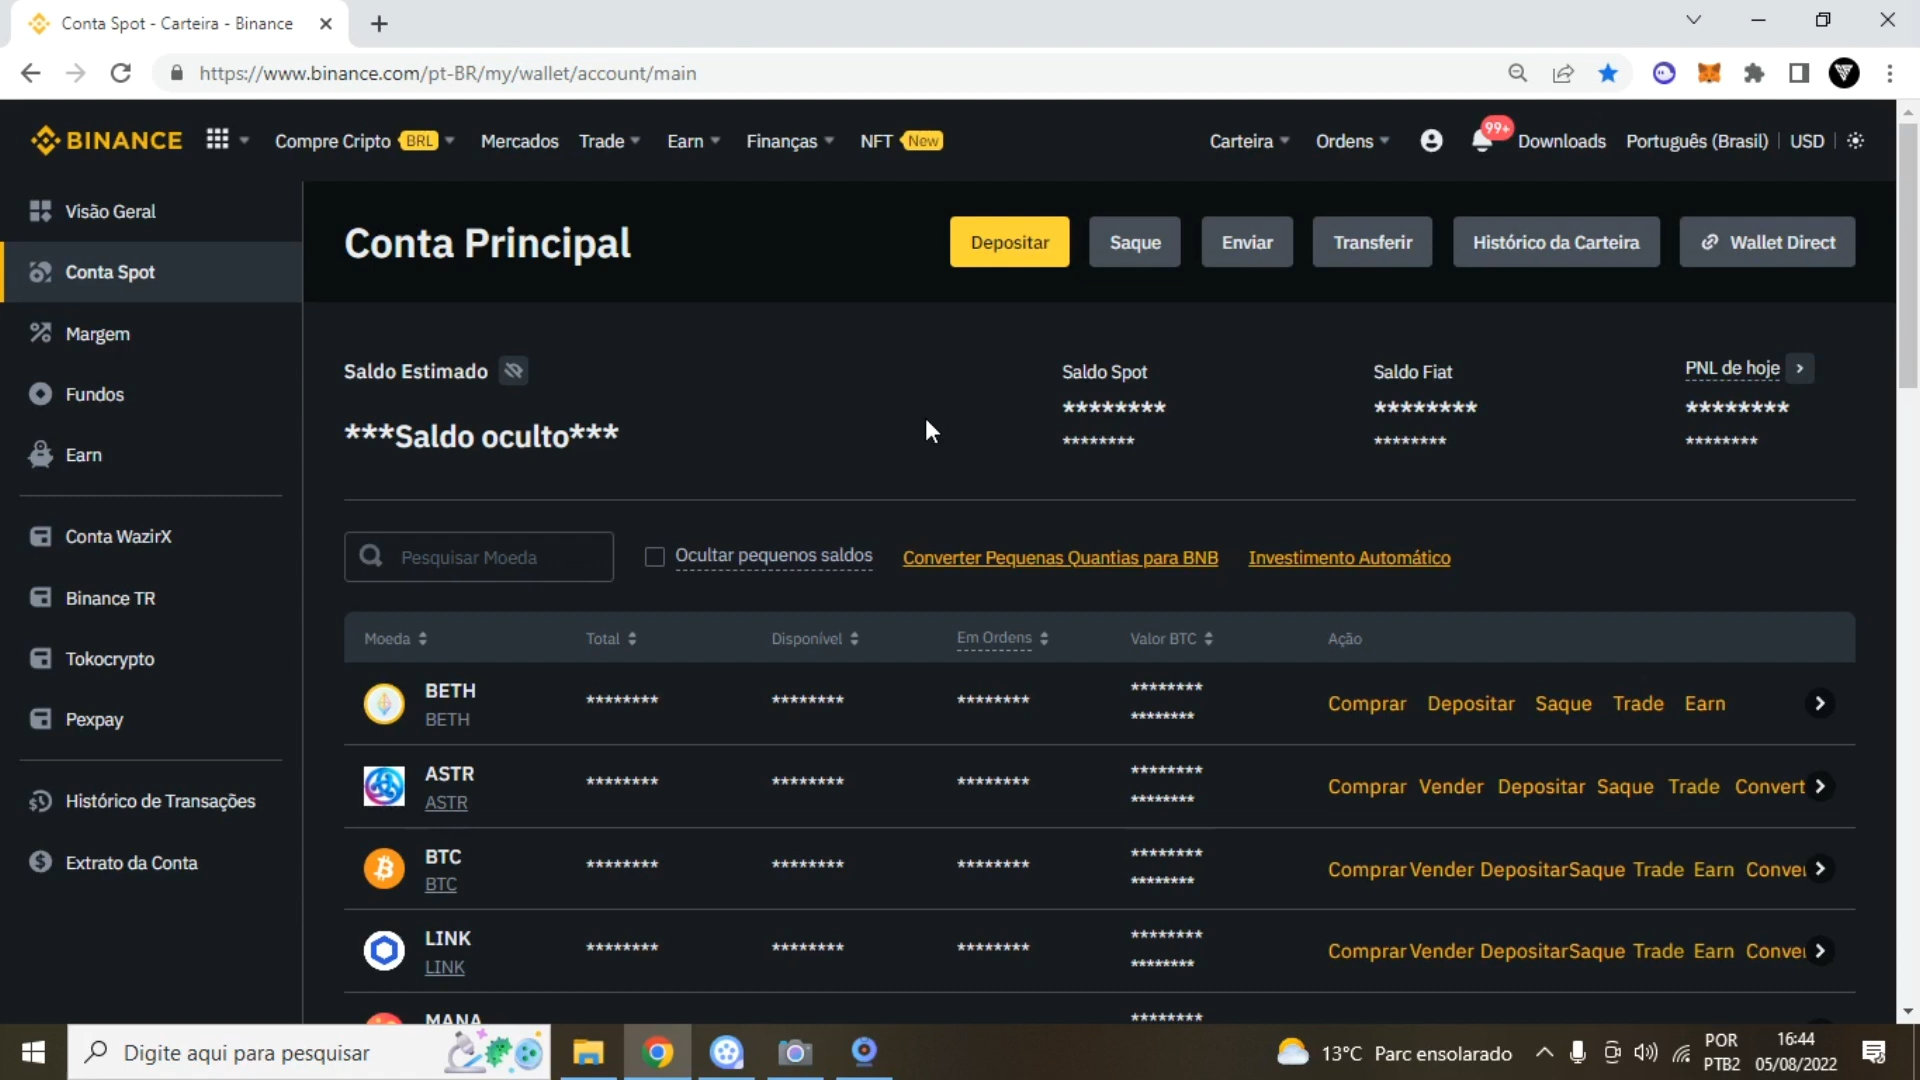 Conta Spot - Carteira - Binance
https://www.binance.com/pt-BR/my/wallet/account/main
BINANCE Compre Cripto BRL Mercados Trade Earn Finanças NFT New Carteira Ordens 99+ Downloads Português (Brasil) USD
Visão Geral
Conta Spot
Margem
Fundos
Earn
Conta WazirX
Binance TR
Tokocrypto
Pexpay
Histórico de Transações
Extrato da Conta
Conta Principal
Depositar Saque Enviar Transferir Histórico da Carteira Wallet Direct
Saldo Estimado Saldo Spot Saldo Fiat PNL de hoje
***Saldo oculto*** ******** ******** ********
******** ******** ********
Pesquisar Moeda Ocultar pequenos saldos Converter Pequenas Quantias para BNB Investimento Automático
Moeda Total Disponível Em Ordens Valor BTC Ação
BETH ******** ******** ******** ******** Comprar Depositar Saque Trade Earn
BETH ********
ASTR ******** ******** ******** ******** Comprar Vender Depositar Saque Trade Convert
ASTR ********
BTC ******** ******** ******** ******** Comprar Vender Depositar Saque Trade Earn Conve
BTC ********
LINK ******** ******** ******** ******** Comprar Vender Depositar Saque Trade Earn Conve
LINK ********
MANA ********
Digite aqui para pesquisar 13°C Parc ensolarado POR 16:44
PTB2 05/08/2022